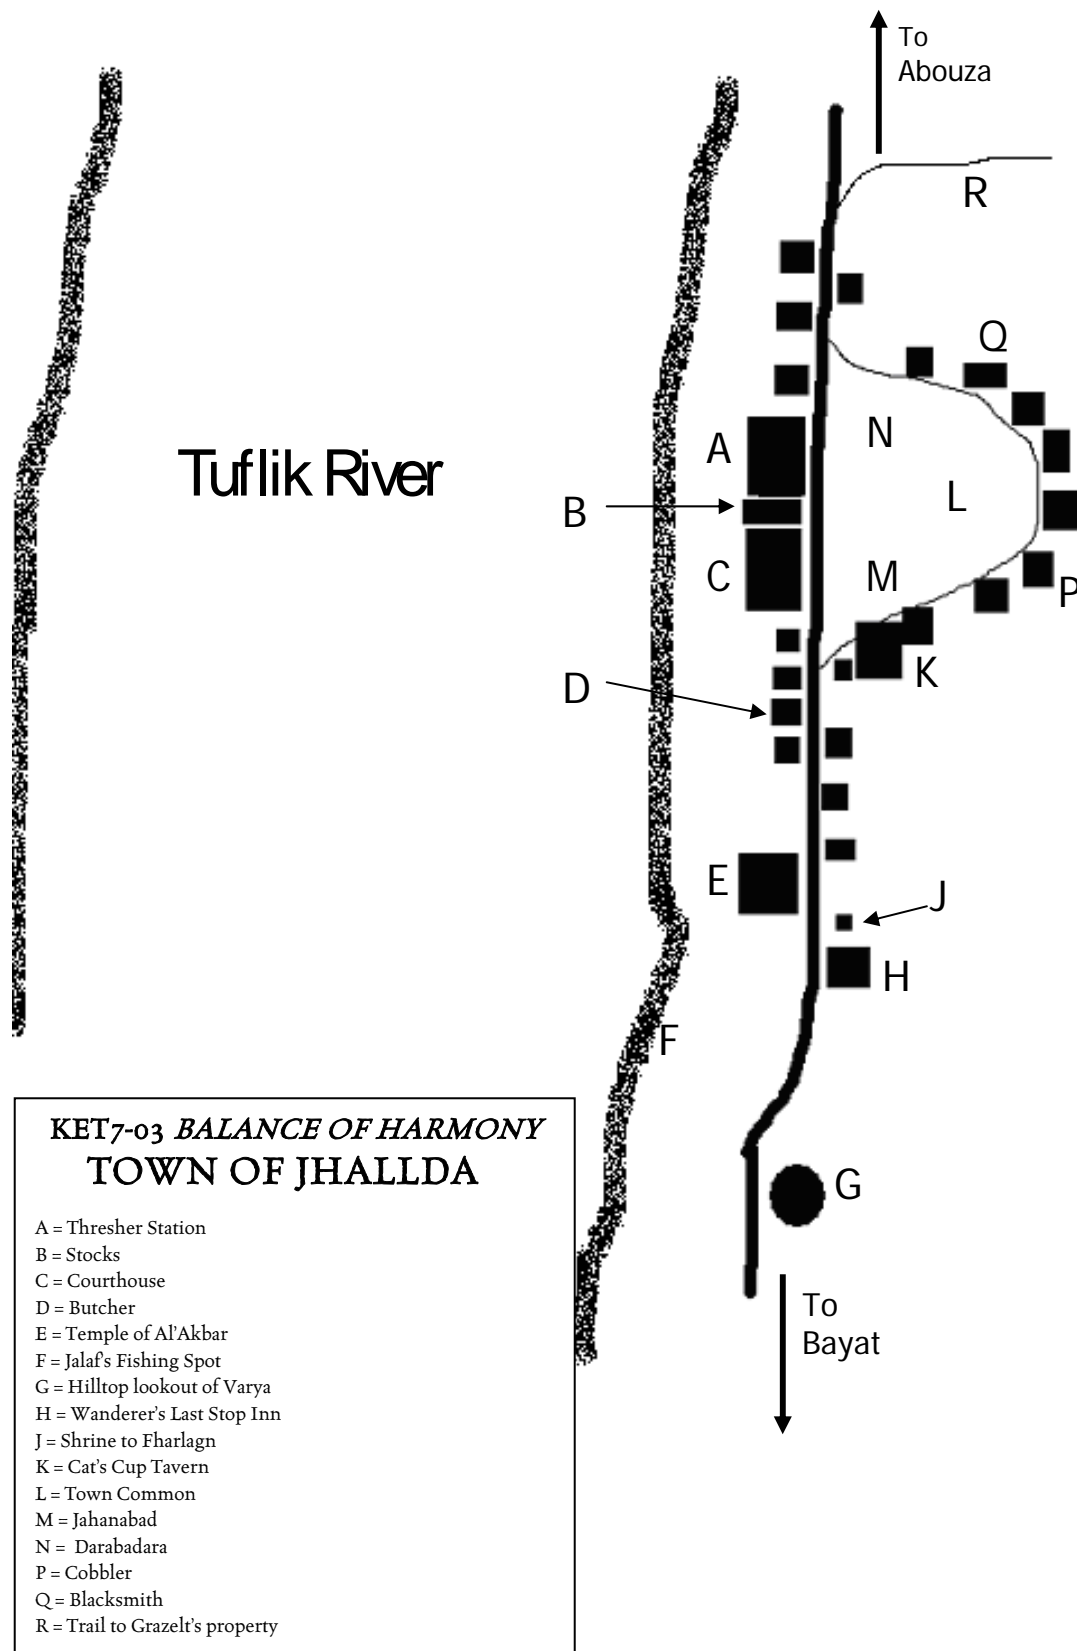 To
Abouza
R
Q
N
A
L
B
C
M
P
K
D
E
J
H
F
G
To
Bayat
Tuflik River
KET7-03 BALANCE OF HARMONY
TOWN OF JHALLDA
A = Thresher Station
B = Stocks
C = Courthouse
D = Butcher
E = Temple of Al'Akbar
F = Jalaf's Fishing Spot
G = Hilltop lookout of Varya
H = Wanderer's Last Stop Inn
J = Shrine to Fharlagn
K = Cat's Cup Tavern
L = Town Common
M = Jahanabad
N = Darabadara
P = Cobbler
Q = Blacksmith
R = Trail to Grazelt's property